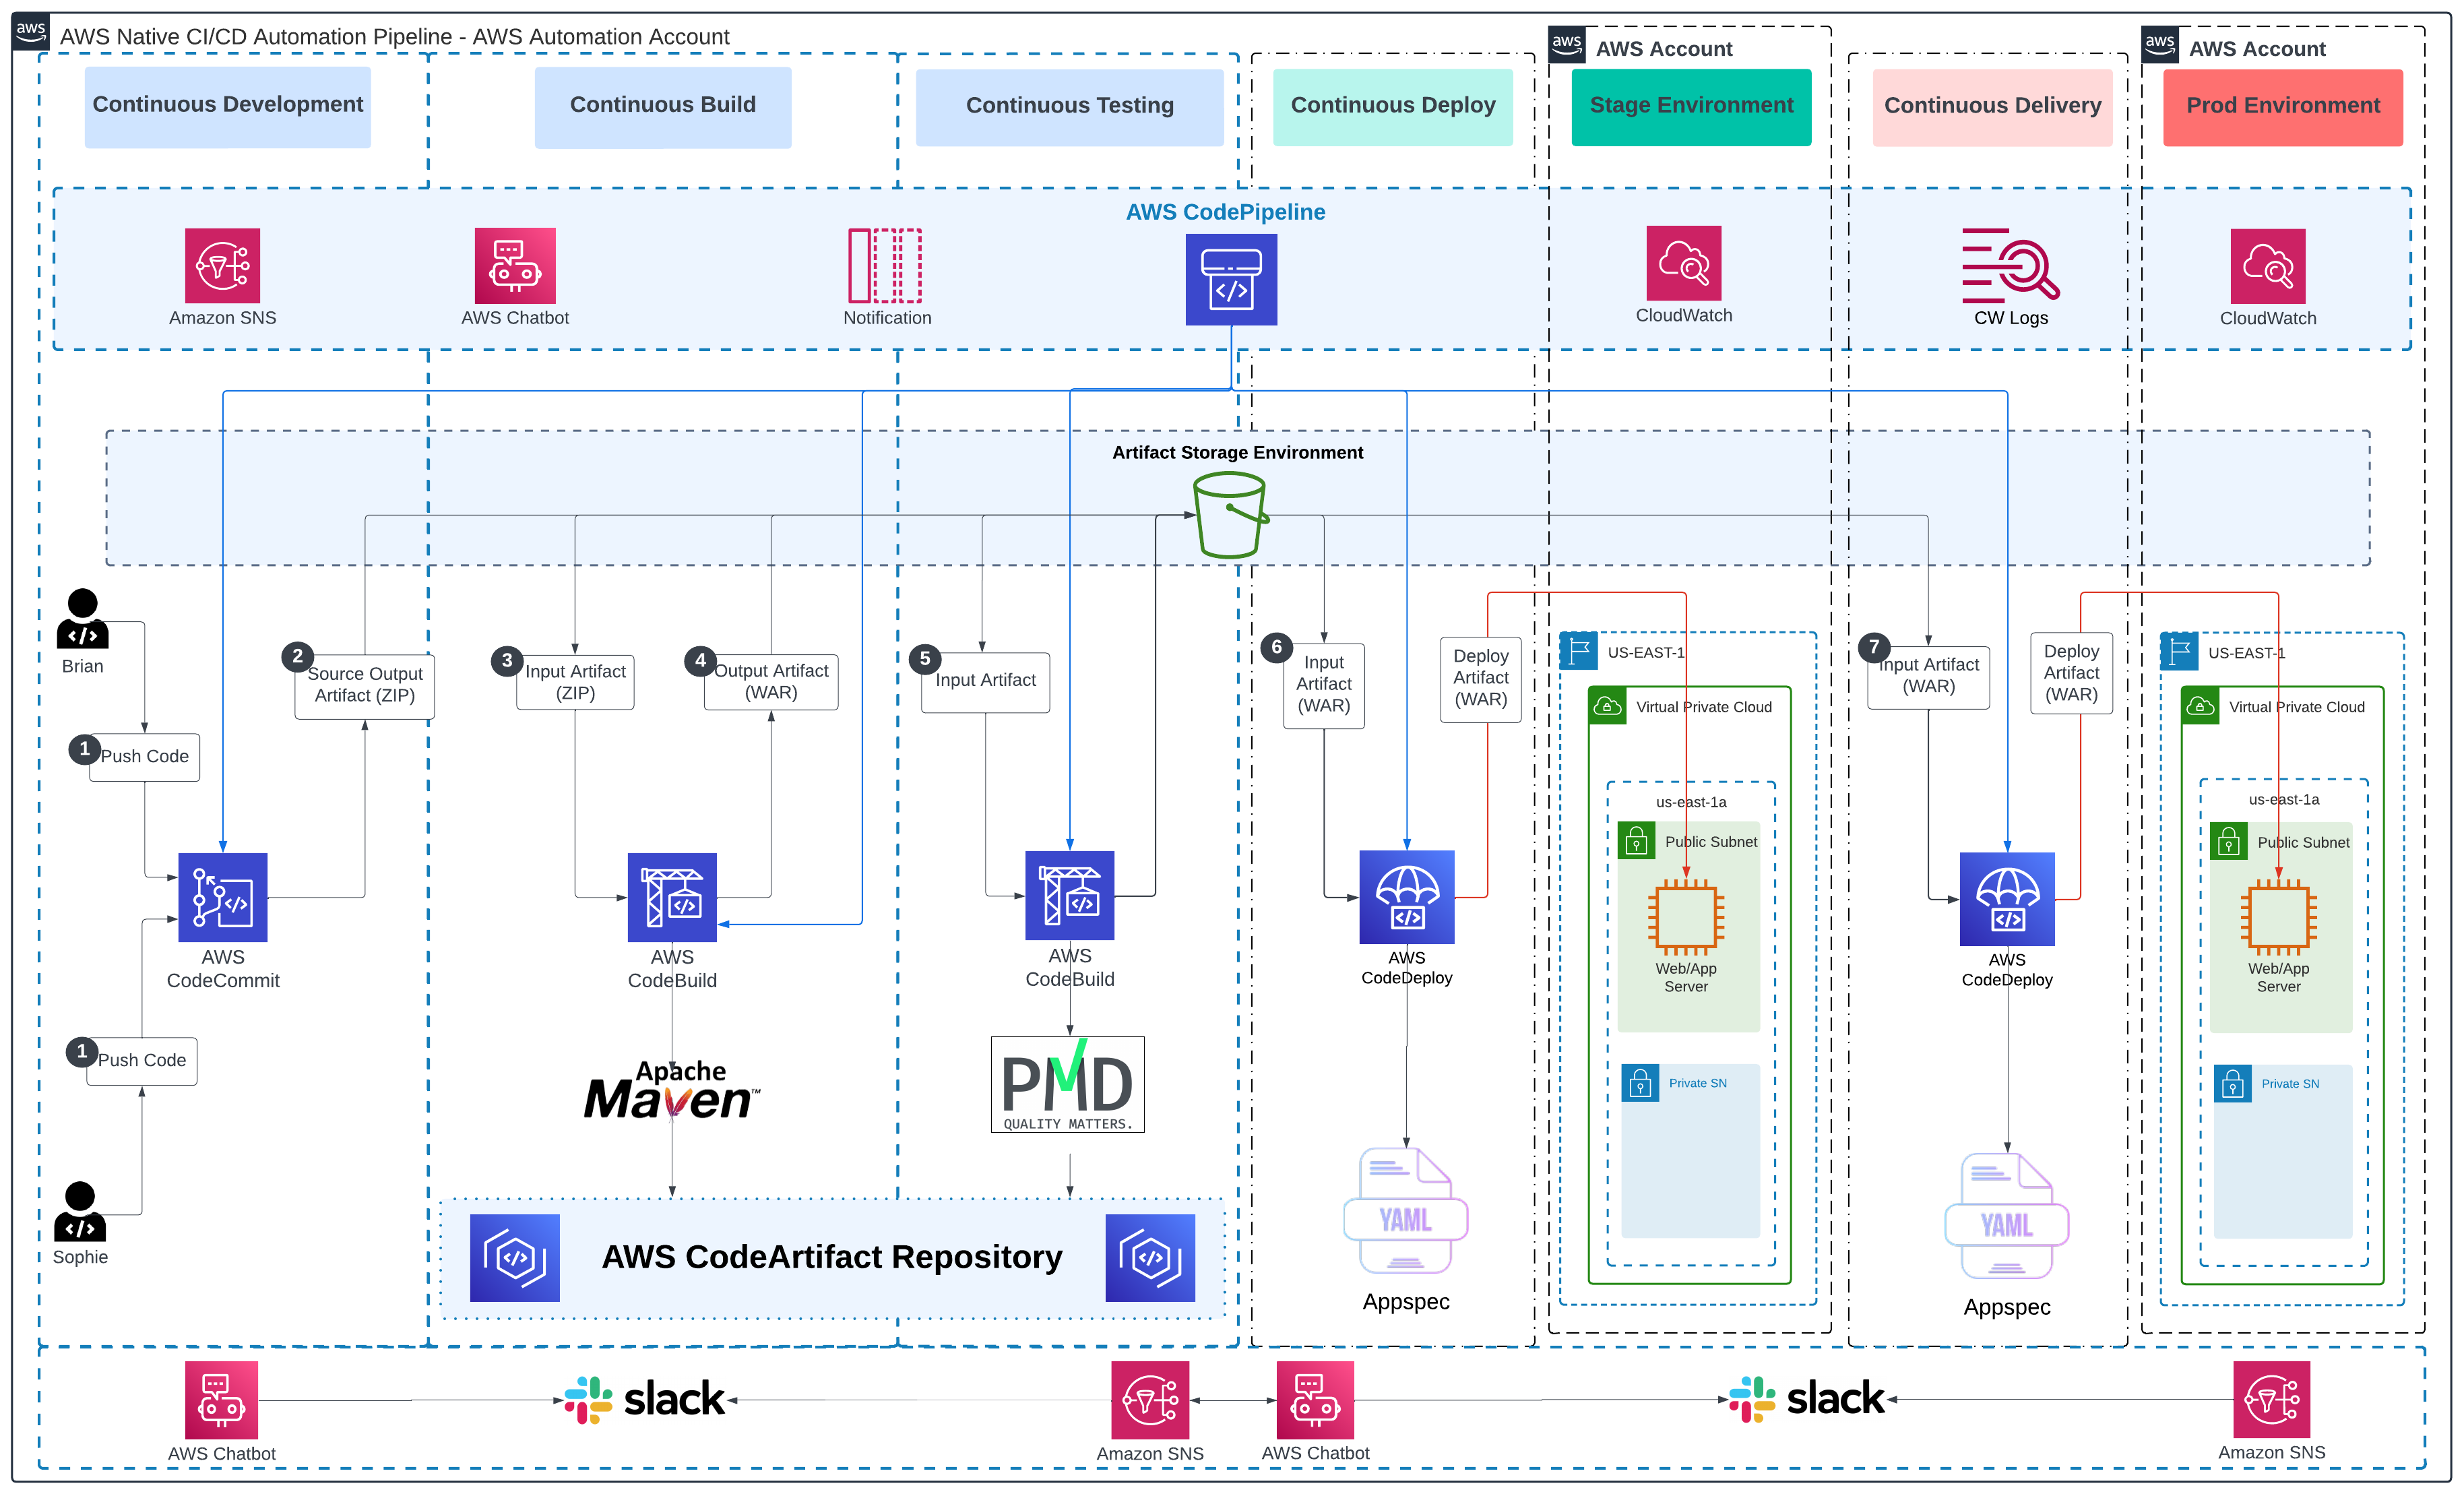 aws
AWS Native CI/CD Automation Pipeline - AWS Automation Account
aws
AWS Account
aws
AWS Account
Continuous Development
Continuous Build
Continuous Testing
Continuous Deploy
Stage Environment
Continuous Delivery
Prod Environment
AWS CodePipeline
Amazon SNS
AWS Chatbot
Notification
CloudWatch
CW Logs
CloudWatch
Artifact Storage Environment
Brian
1
Push Code
2
Source Output
Artifact (ZIP)
3
Input Artifact
(ZIP)
4
Output Artifact
(WAR)
5
Input Artifact
6
Input
Artifact
(WAR)
Deploy
Artifact
(WAR)
US-EAST-1
Virtual Private Cloud
us-east-1a
Public Subnet
Web/App
Server
Private SN
7
Input Artifact
(WAR)
Deploy
Artifact
(WAR)
US-EAST-1
Virtual Private Cloud
us-east-1a
Public Subnet
Web/App
Server
Private SN
AWS
CodeCommit
AWS
CodeBuild
AWS
CodeBuild
AWS
CodeDeploy
AWS
CodeDeploy
1
Push Code
Sophie
Apache
Maven™
PMD
QUALITY MATTERS.
YAML
Appspec
YAML
Appspec
AWS CodeArtifact Repository
AWS Chatbot
slack
Amazon SNS
AWS Chatbot
slack
Amazon SNS